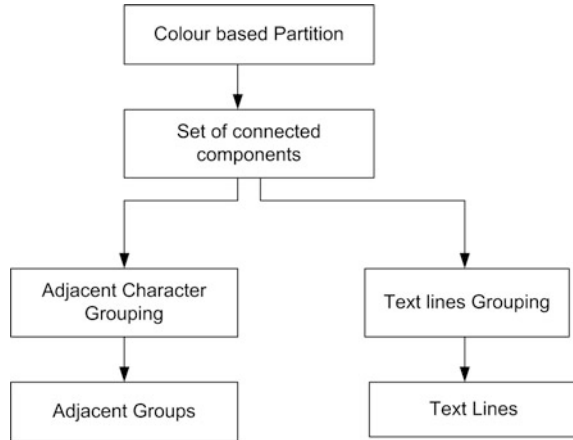 Colour based Partition
Set of connected
components
Adjacent Character
Grouping
Text lines Grouping
Adjacent Groups
Text Lines